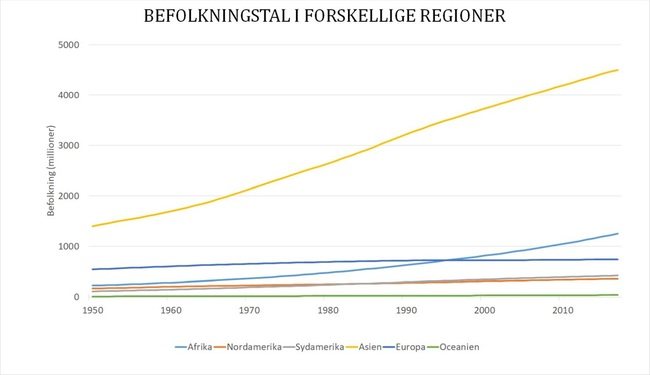 BEFOLKNINGSTAL I FORSKELLIGE REGIONER
5000
4000
3000
2000
1000
0
Befolkning (millioner)
1950 1960 1970 1980 1990 2000 2010
Afrika Nordamerika Sydamerika Asien Europa Oceanien